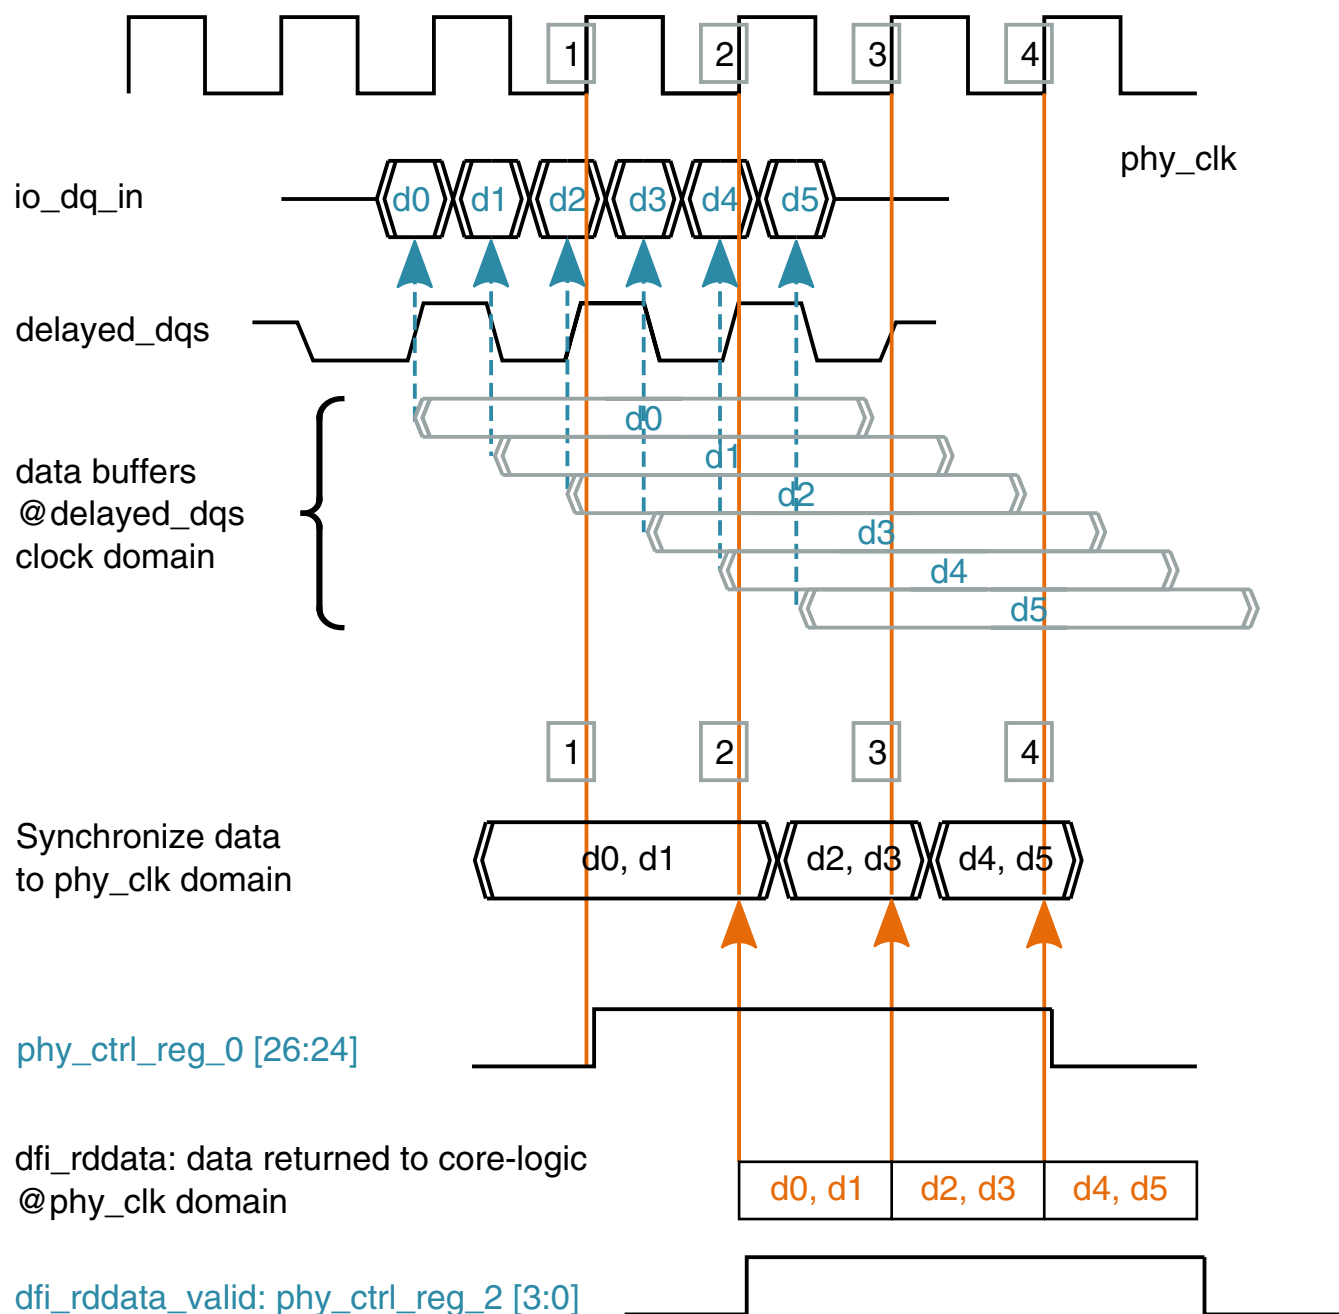 1 2 3 4
phy_clk
io_dq_in
d0 d1 d2 d3 d4 d5
delayed_dqs
data buffers
@delayed_dqs
clock domain
d0
d1
d2
d3
d4
d5
1 2 3 4
Synchronize data
to phy_clk domain
d0, d1 d2, d3 d4, d5
phy_ctrl_reg_0 [26:24]
dfi_rddata: data returned to core-logic
@phy_clk domain
d0, d1 d2, d3 d4, d5
dfi_rddata_valid: phy_ctrl_reg_2 [3:0]